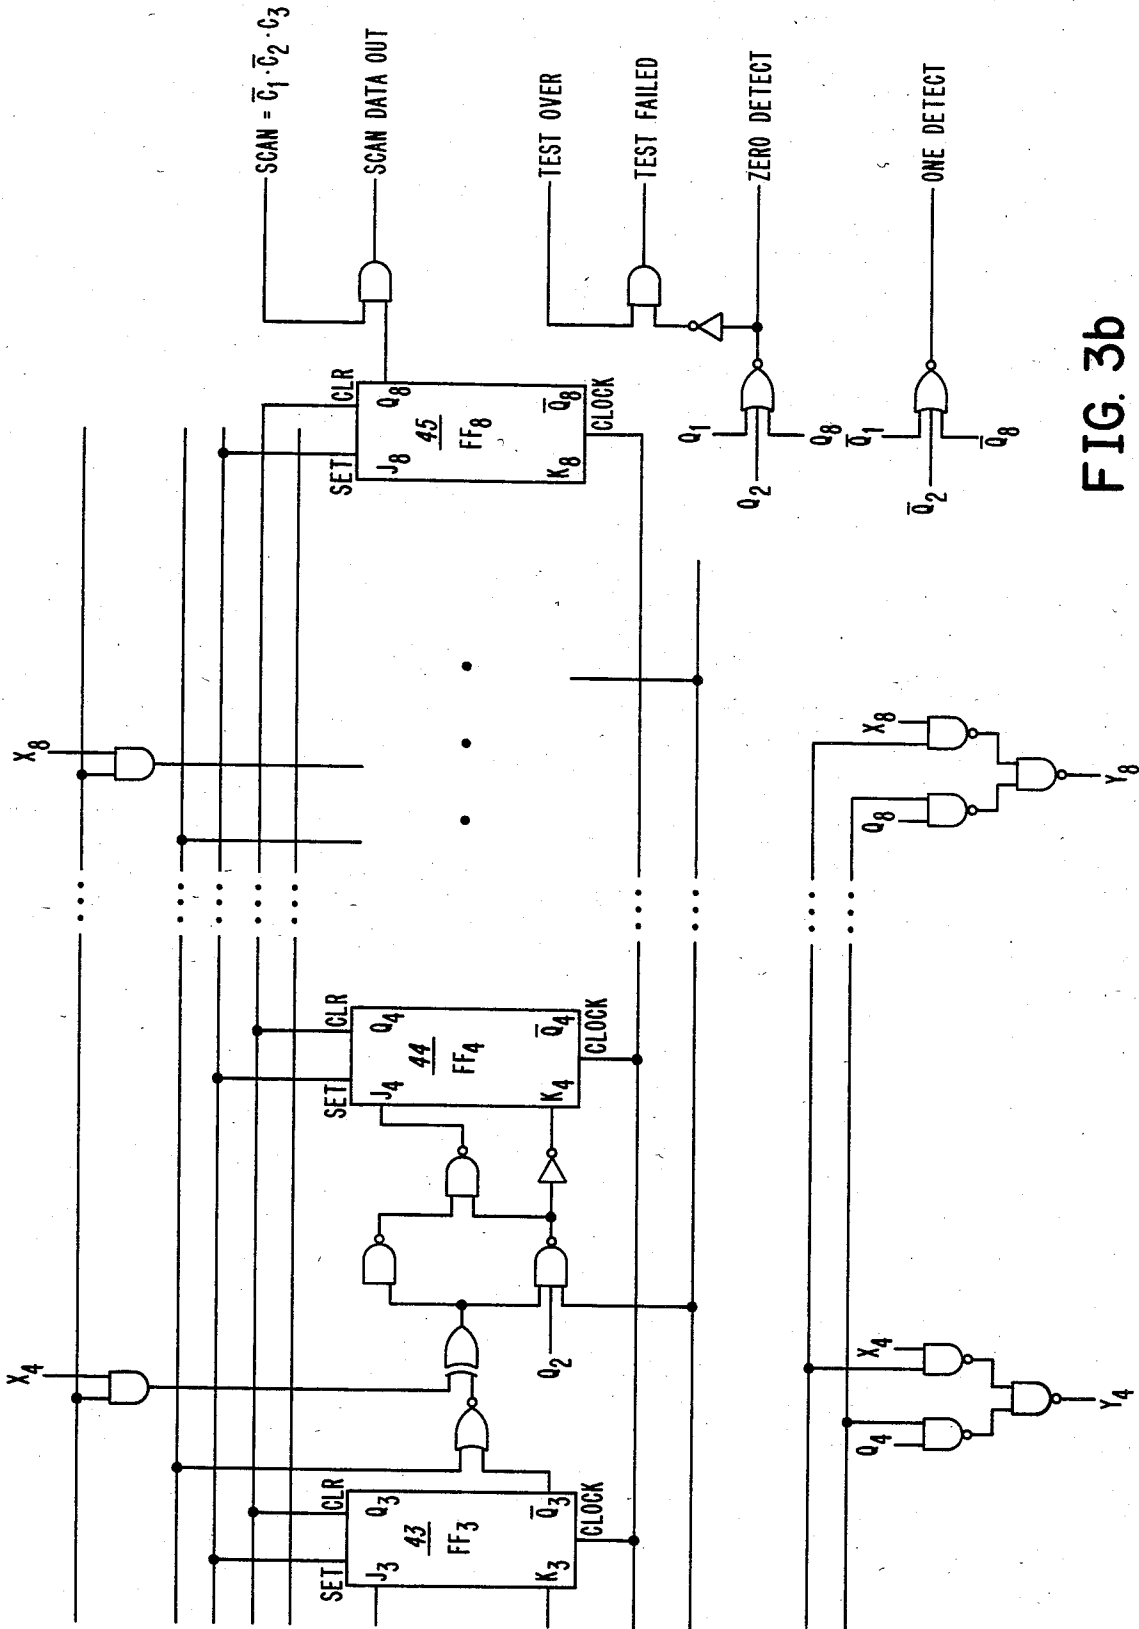 X4
X8
SCAN = C̅1·C̅2·C3
SCAN DATA OUT
TEST OVER
TEST FAILED
ZERO DETECT
ONE DETECT
SET
CLR
J3
Q3
43
FF3
K3
Q̅3
CLOCK
Q2
SET
CLR
J4
Q4
44
FF4
K4
Q̅4
CLOCK
SET
CLR
J8
Q8
45
FF8
K8
Q̅8
CLOCK
Q1
Q2
Q8
Q̅1
Q̅2
Q̅8
Q4
X4
Y4
Q8
X8
Y8
FIG. 3b